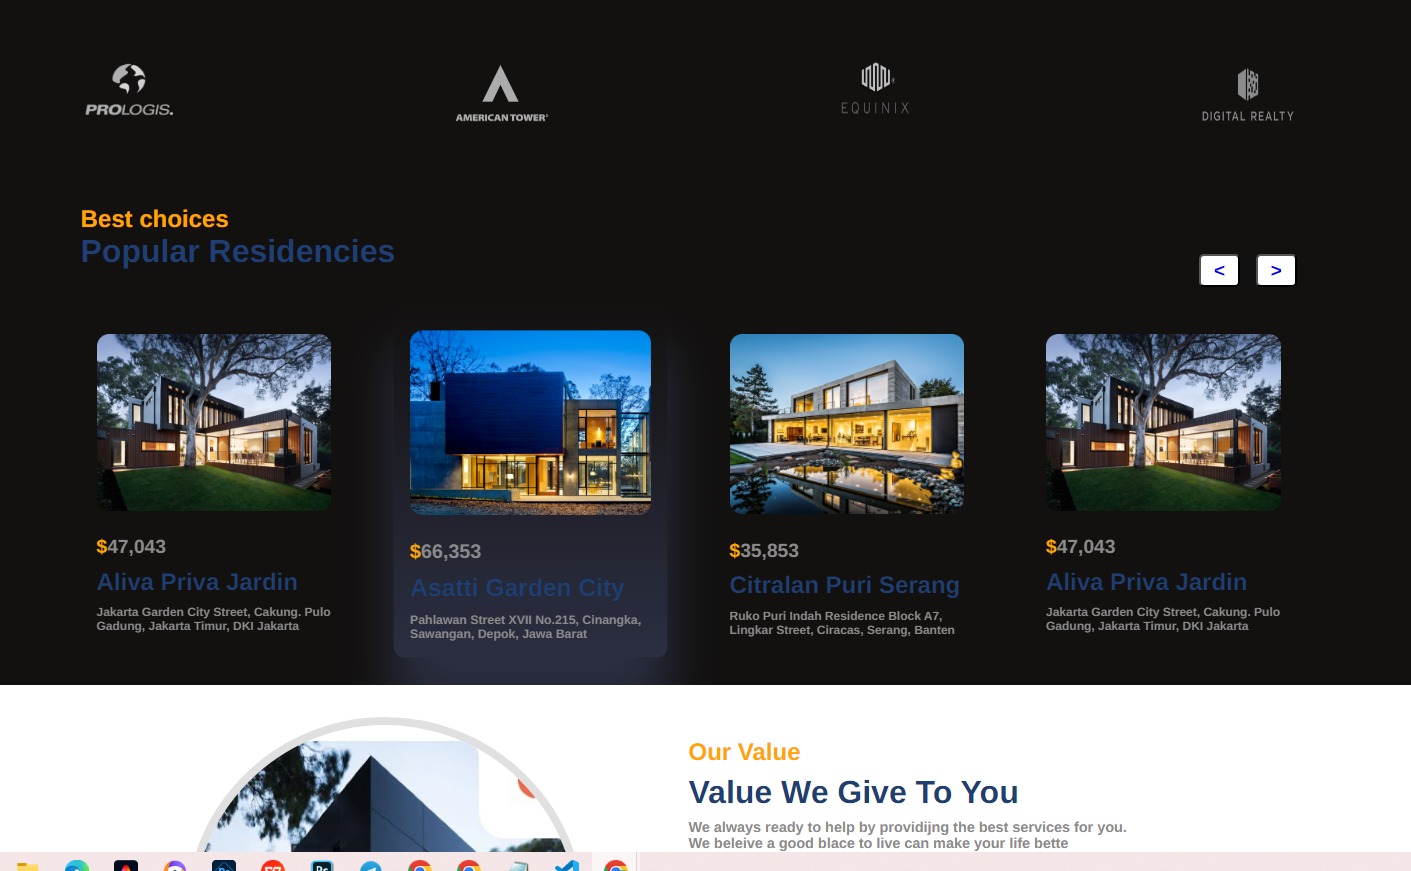 PROLOGIS.
AMERICAN TOWER®
EQUINIX
DIGITAL REALTY
Best choices
Popular Residencies
<
>
$47,043
Aliva Priva Jardin
Jakarta Garden City Street, Cakung. Pulo
Gadung, Jakarta Timur, DKI Jakarta
$66,353
Asatti Garden City
Pahlawan Street XVII No.215, Cinangka,
Sawangan, Depok, Jawa Barat
$35,853
Citralan Puri Serang
Ruko Puri Indah Residence Block A7,
Lingkar Street, Ciracas, Serang, Banten
$47,043
Aliva Priva Jardin
Jakarta Garden City Street, Cakung. Pulo
Gadung, Jakarta Timur, DKI Jakarta
Our Value
Value We Give To You
We always ready to help by providijng the best services for you.
We beleive a good blace to live can make your life bette
Ps